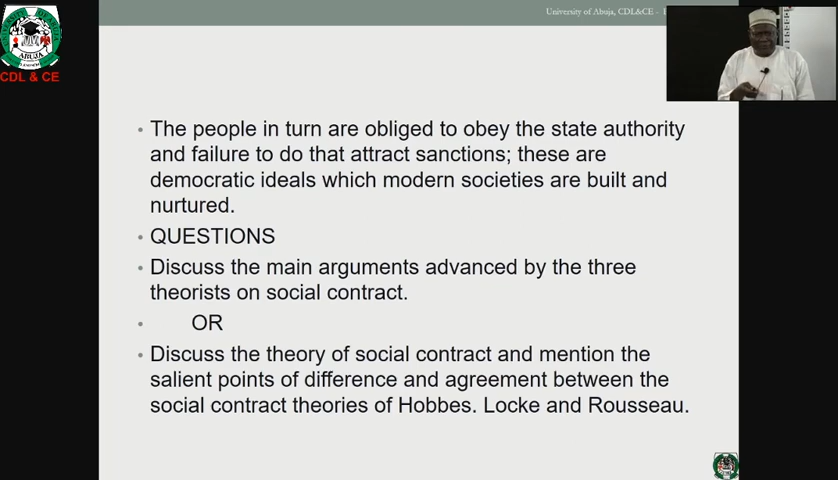 University of Abuja, CDL&CE -
CDL & CE
• The people in turn are obliged to obey the state authority
and failure to do that attract sanctions; these are
democratic ideals which modern societies are built and
nurtured.
• QUESTIONS
• Discuss the main arguments advanced by the three
theorists on social contract.
• OR
• Discuss the theory of social contract and mention the
salient points of difference and agreement between the
social contract theories of Hobbes. Locke and Rousseau.